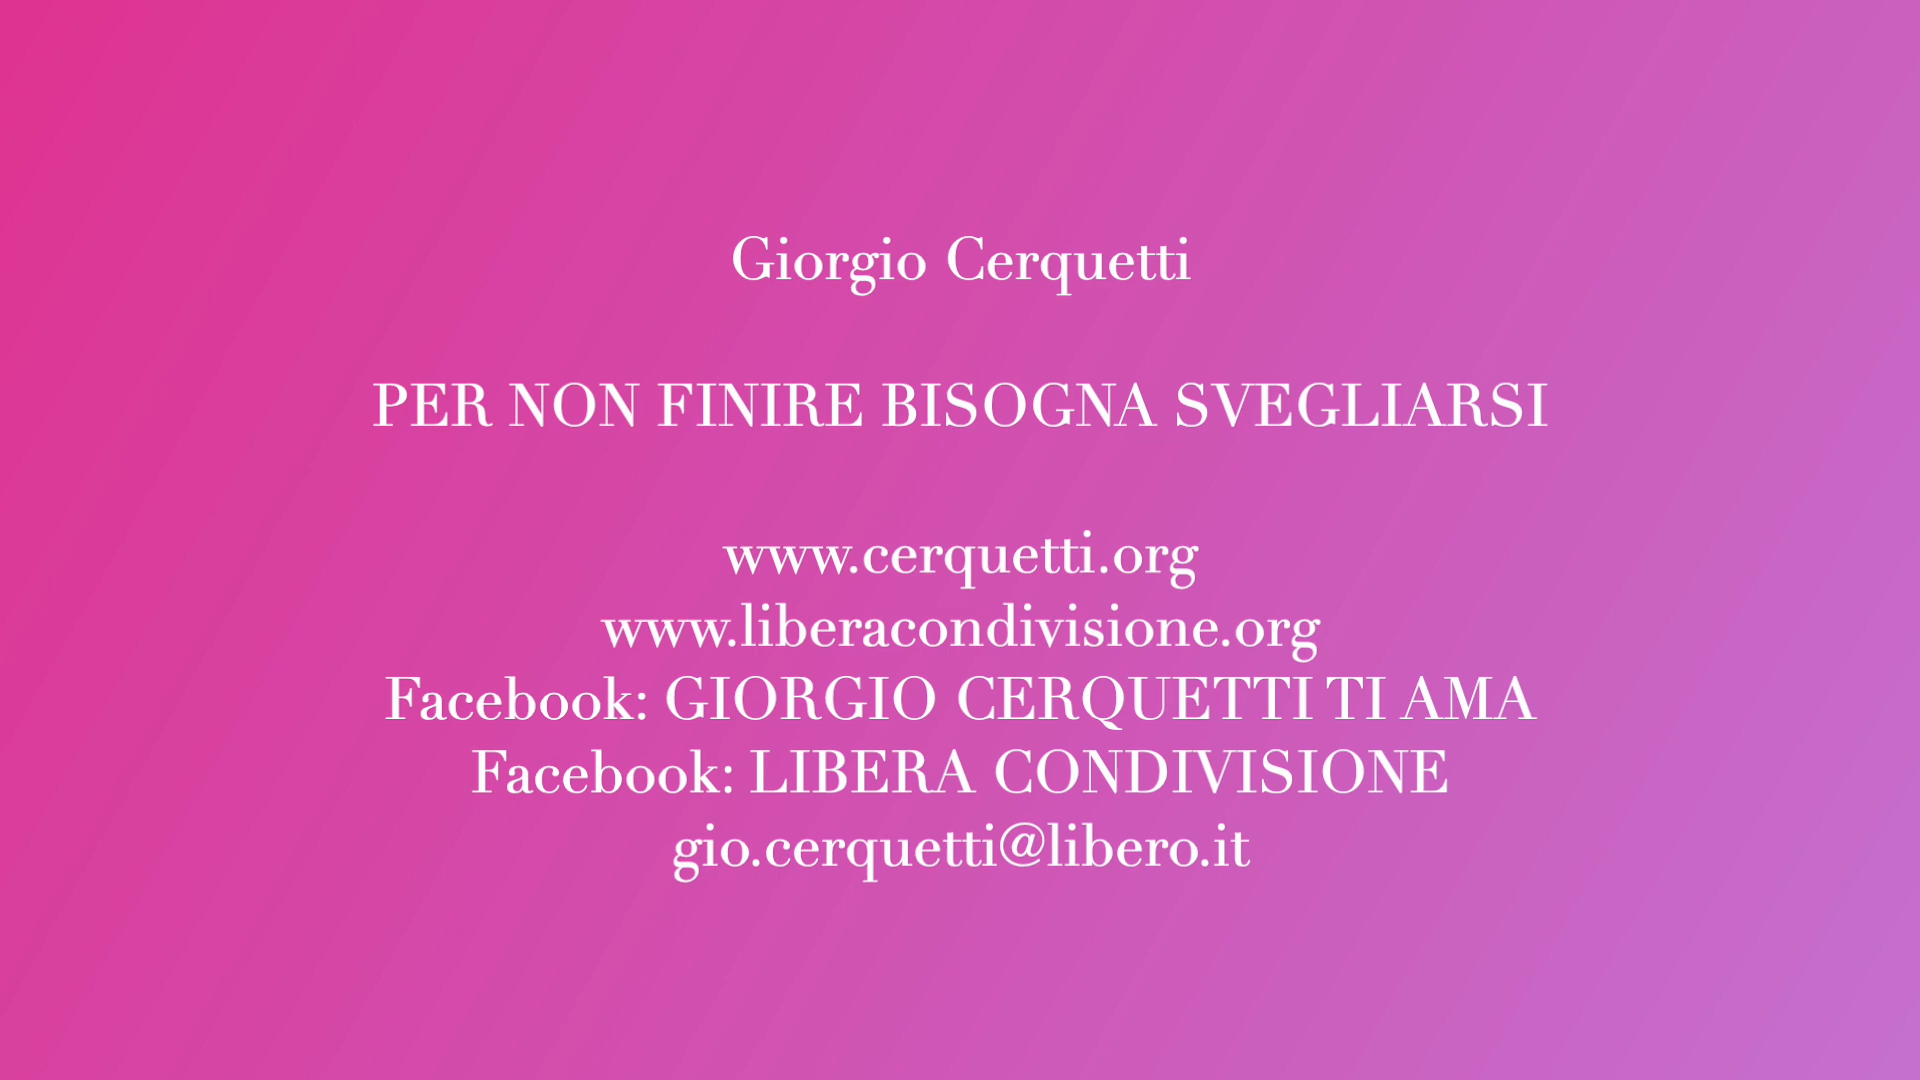 Giorgio Cerquetti
PER NON FINIRE BISOGNA SVEGLIARSI
www.cerquetti.org
www.liberacondivisione.org
Facebook: GIORGIO CERQUETTI TI AMA
Facebook: LIBERA CONDIVISIONE
gio.cerquetti@libero.it